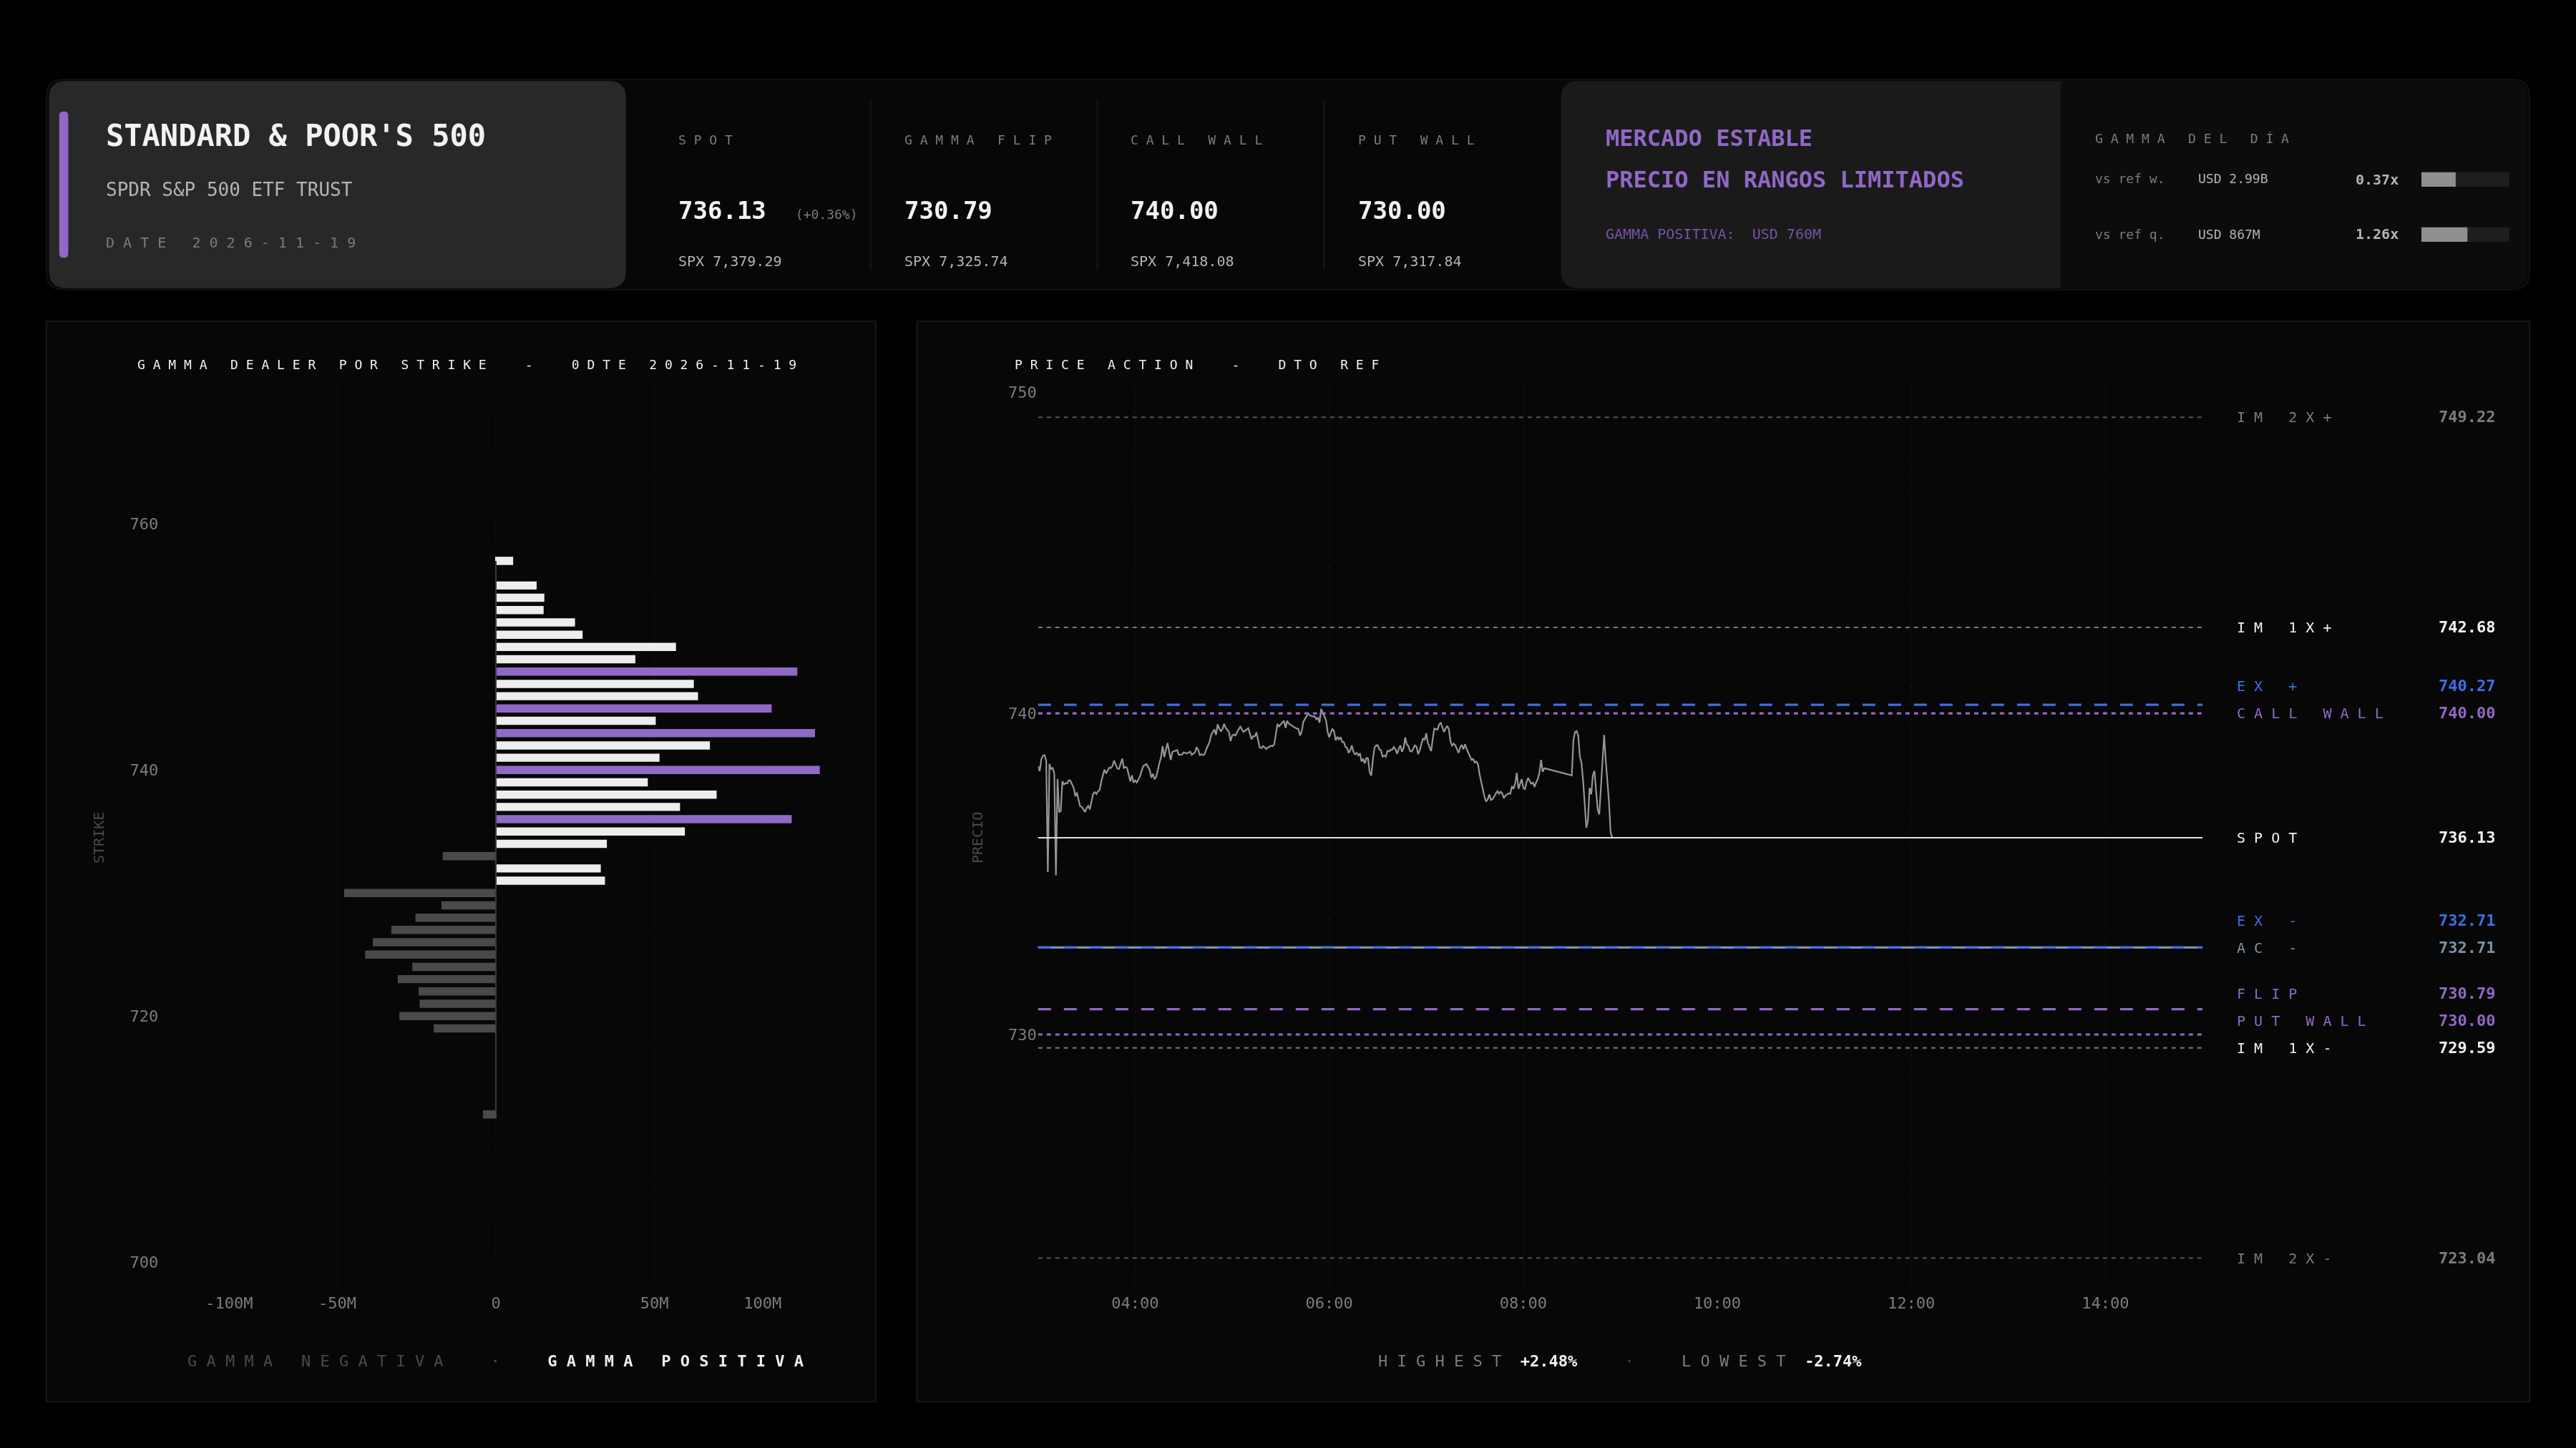 STANDARD & POOR'S 500
SPDR S&P 500 ETF TRUST
DATE 2026-11-19
SPOT
736.13 (+0.36%)
SPX 7,379.29
GAMMA FLIP
730.79
SPX 7,325.74
CALL WALL
740.00
SPX 7,418.08
PUT WALL
730.00
SPX 7,317.84
MERCADO ESTABLE
PRECIO EN RANGOS LIMITADOS
GAMMA POSITIVA: USD 760M
GAMMA DEL DÍA
vs ref w. USD 2.99B 0.37x
vs ref q. USD 867M 1.26x
GAMMA DEALER POR STRIKE - 0DTE 2026-11-19
STRIKE
760
740
720
700
-100M -50M 0 50M 100M
GAMMA NEGATIVA · GAMMA POSITIVA
PRICE ACTION - DTO REF
PRECIO
750
740
730
IM 2X+ 749.22
IM 1X+ 742.68
EX + 740.27
CALL WALL 740.00
SPOT 736.13
EX - 732.71
AC - 732.71
FLIP 730.79
PUT WALL 730.00
IM 1X- 729.59
IM 2X- 723.04
04:00 06:00 08:00 10:00 12:00 14:00
HIGHEST +2.48% · LOWEST -2.74%